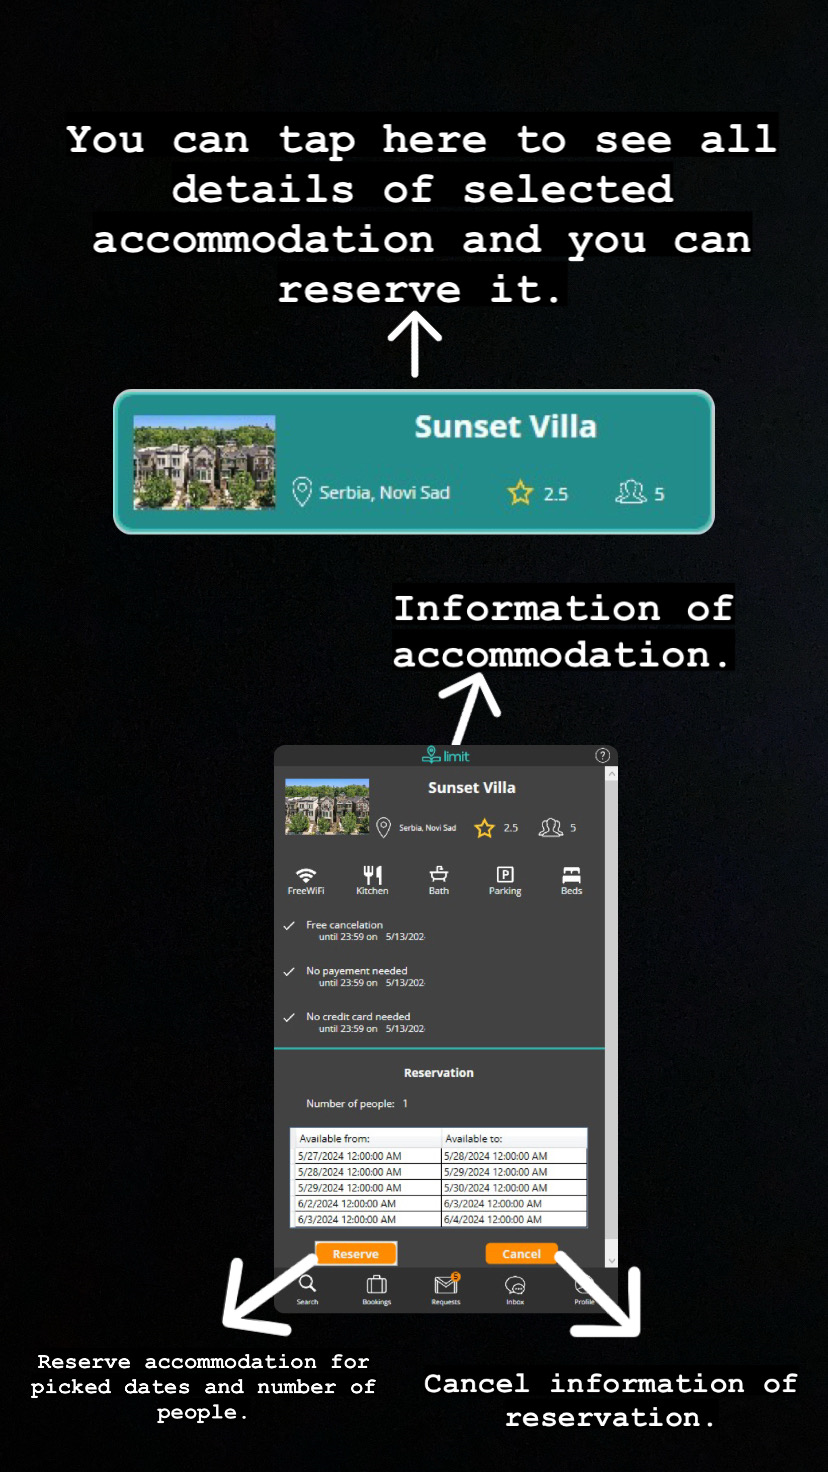 You can tap here to see all
details of selected
accommodation and you can
reserve it.
Sunset Villa
Serbia, Novi Sad 2.5 5
Information of
accommodation.
limit ?
Sunset Villa
Serbia, Novi Sad 2.5 5
FreeWiFi Kitchen Bath Parking Beds
Free cancelation
until 23:59 on 5/13/202
No payement needed
until 23:59 on 5/13/202
No credit card needed
until 23:59 on 5/13/202
Reservation
Number of people: 1
Available from: Available to:
5/27/2024 12:00:00 AM 5/28/2024 12:00:00 AM
5/28/2024 12:00:00 AM 5/29/2024 12:00:00 AM
5/29/2024 12:00:00 AM 5/30/2024 12:00:00 AM
6/2/2024 12:00:00 AM 6/3/2024 12:00:00 AM
6/3/2024 12:00:00 AM 6/4/2024 12:00:00 AM
Reserve Cancel
5
Search Bookings Requests Inbox Profile
Reserve accommodation for
picked dates and number of
people.
Cancel information of
reservation.